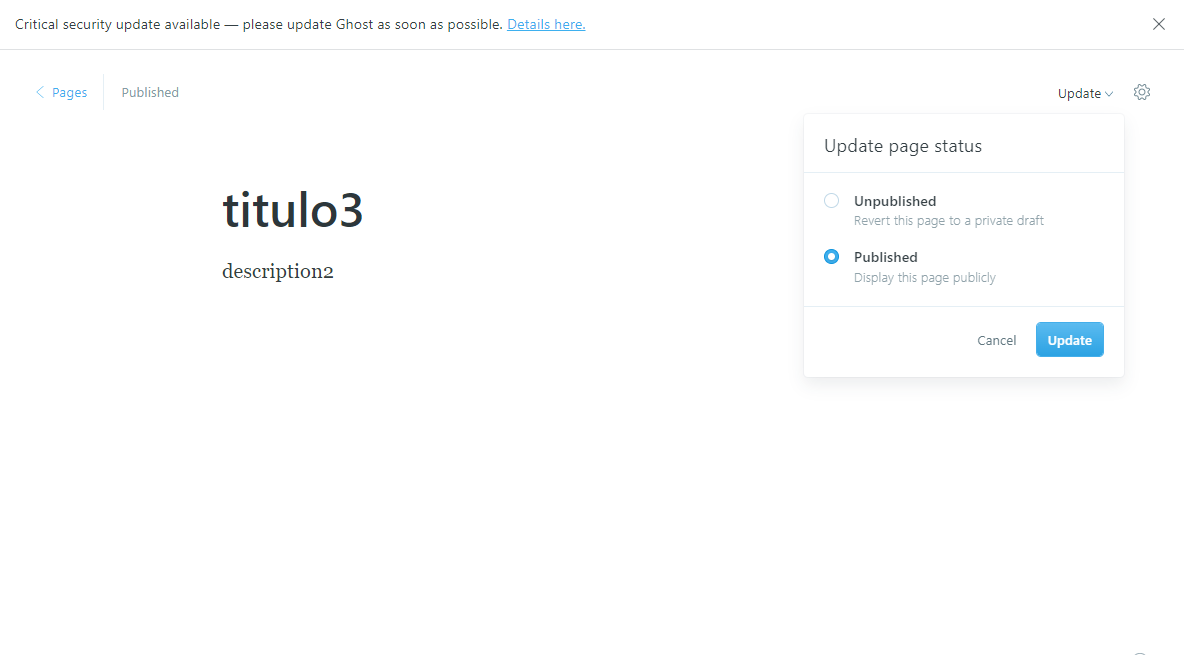 Critical security update available — please update Ghost as soon as possible. Details here.
Pages
Published
Update
Update page status
titulo3
description2
Unpublished
Revert this page to a private draft
Published
Display this page publicly
Cancel
Update